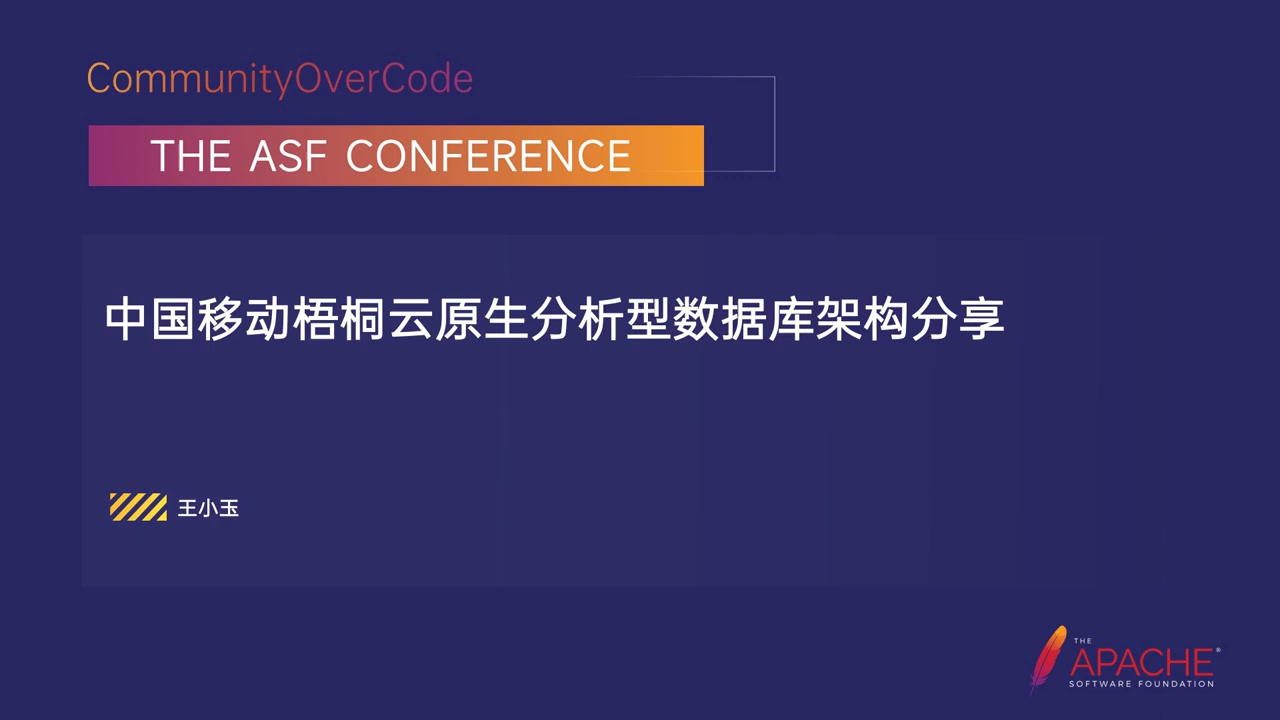 CommunityOverCode
THE ASF CONFERENCE
中国移动梧桐云原生分析型数据库架构分享
王小玉
THE
APACHE®
SOFTWARE FOUNDATION